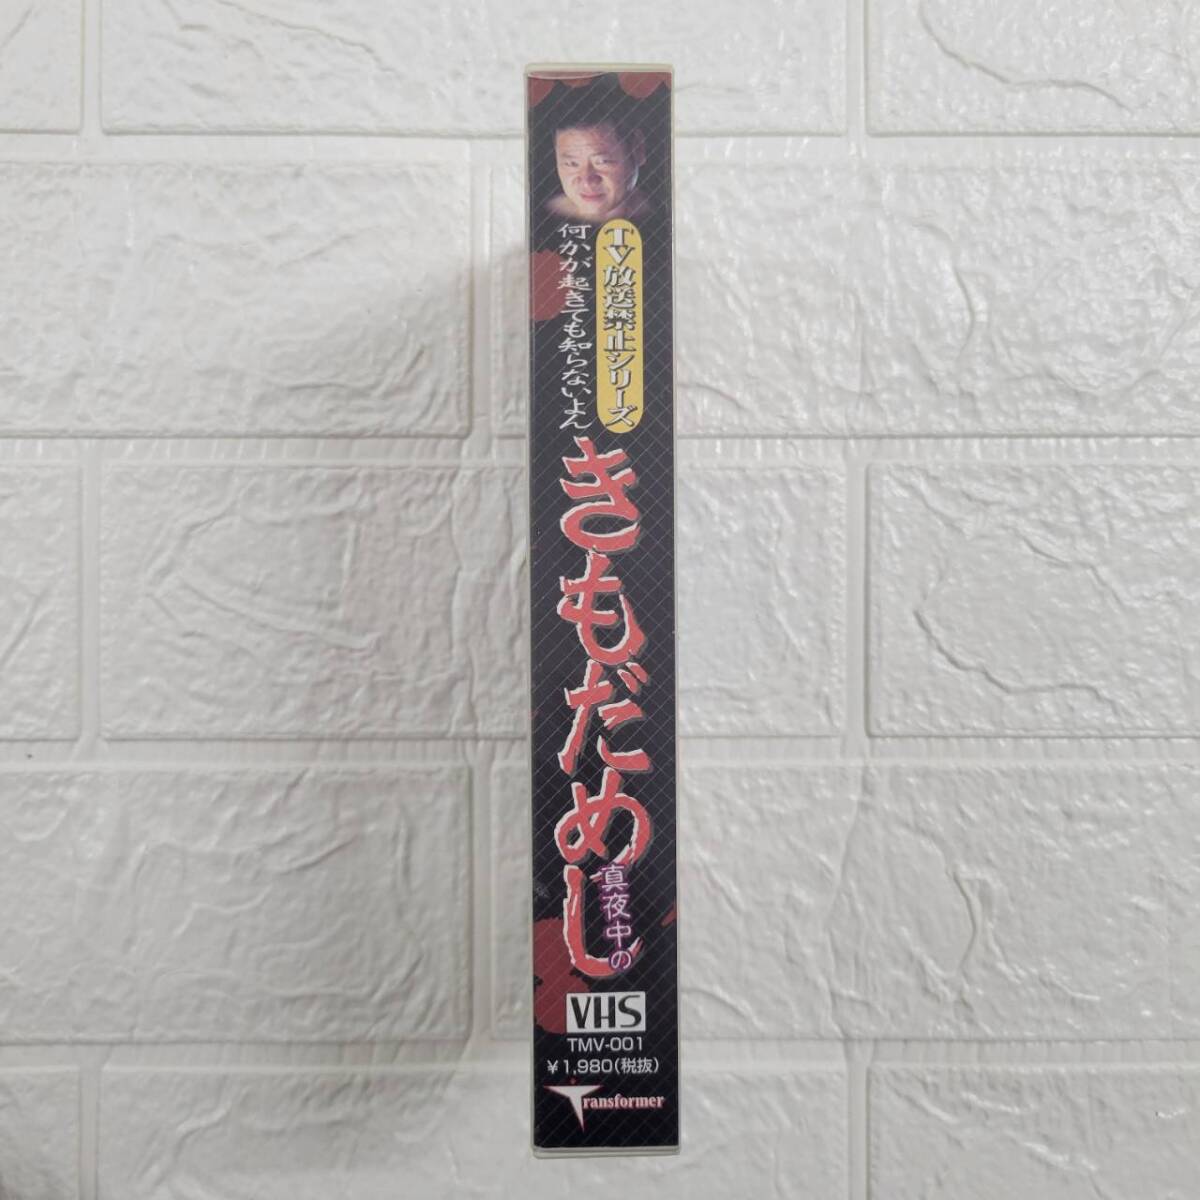 TV放送禁止シリーズ
何かが起きても知らないよん
きもだめし
真夜中の
VHS
TMV-001
¥1,980(税抜)
Transformer